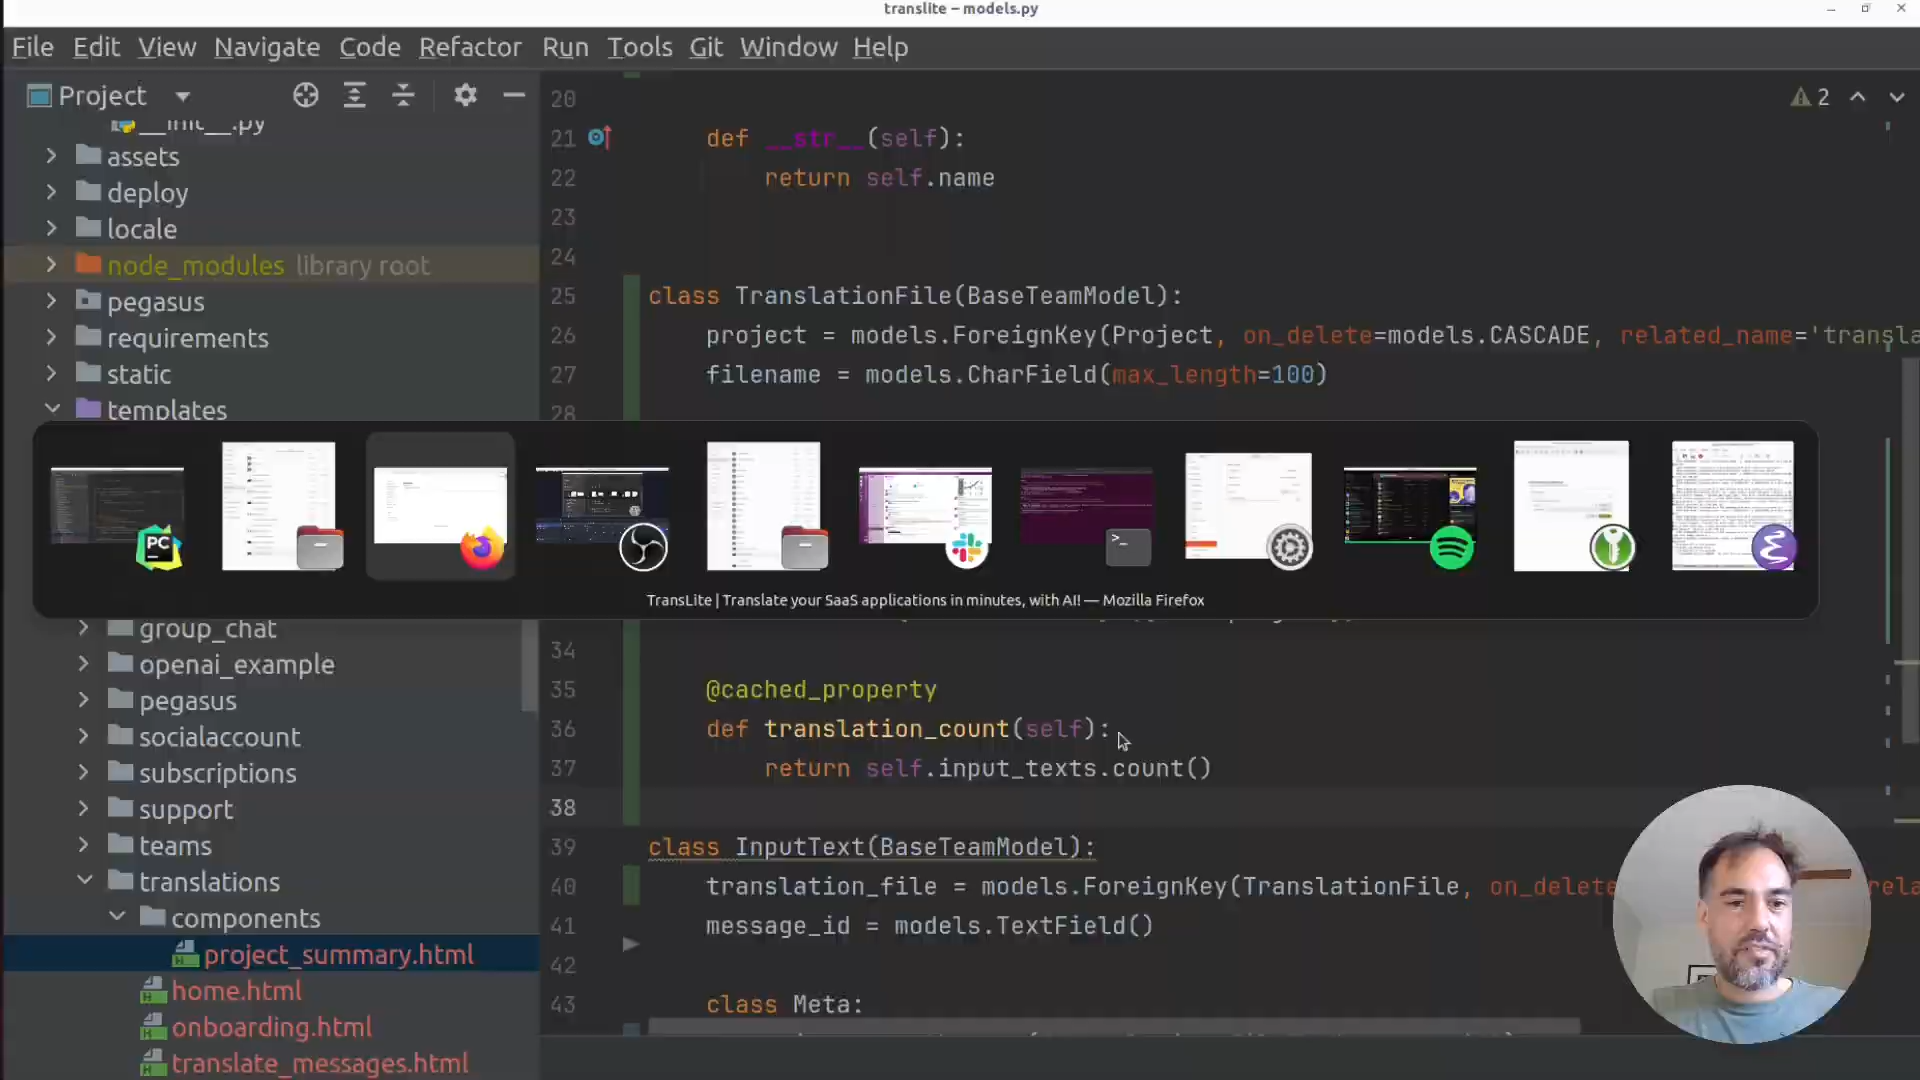 translite – models.py
File Edit View Navigate Code Refactor Run Tools Git Window Help
Project
__init__.py
assets
deploy
locale
node_modules library root
pegasus
requirements
static
templates
group_chat
openai_example
pegasus
socialaccount
subscriptions
support
teams
translations
components
project_summary.html
home.html
onboarding.html
translate_messages.html
2
20
21 def __str__(self):
22 return self.name
23
24
25 class TranslationFile(BaseTeamModel):
26 project = models.ForeignKey(Project, on_delete=models.CASCADE, related_name='transla
27 filename = models.CharField(max_length=100)
28
PC
>_
TransLite | Translate your SaaS applications in minutes, with AI! — Mozilla Firefox
34
35 @cached_property
36 def translation_count(self):
37 return self.input_texts.count()
38
39 class InputText(BaseTeamModel):
40 translation_file = models.ForeignKey(TranslationFile, on_delete rela
41 message_id = models.TextField()
42
43 class Meta: